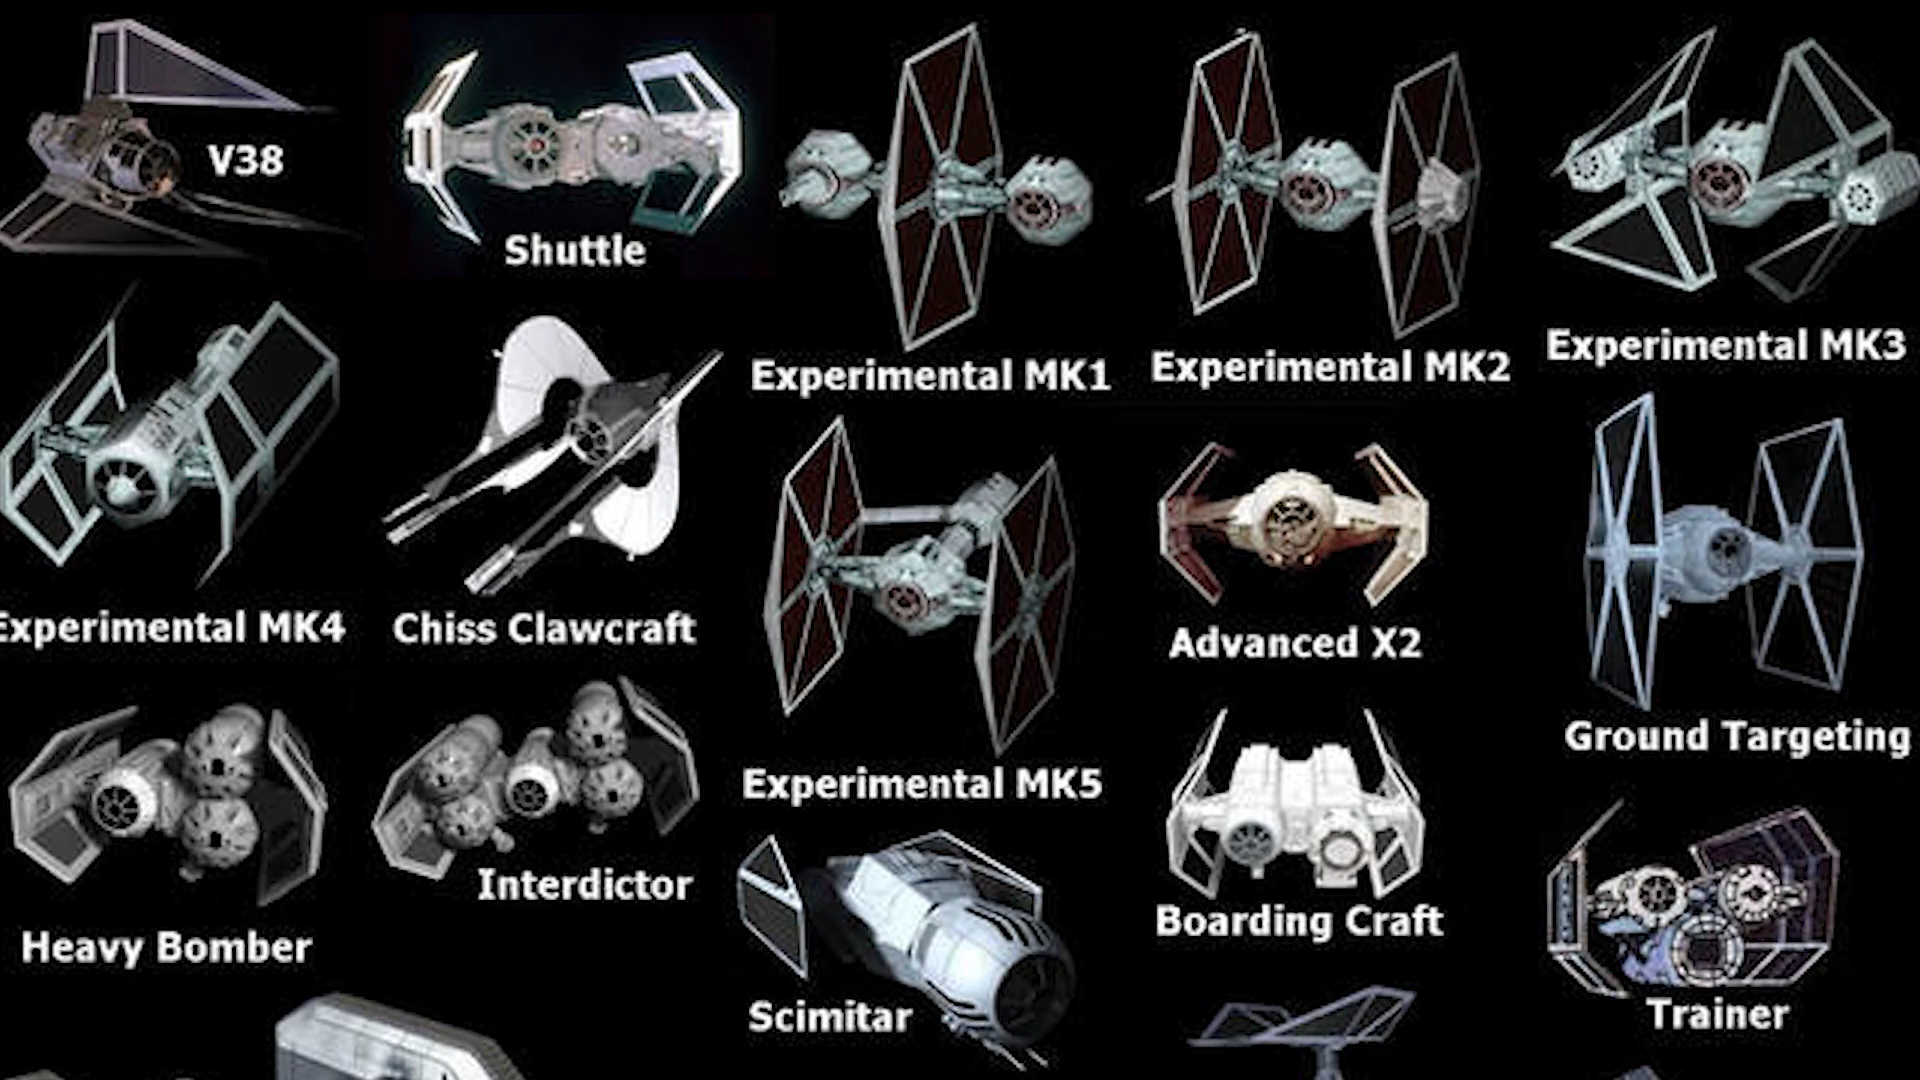 V38
Shuttle
Experimental MK1
Experimental MK2
Experimental MK3
Experimental MK4
Chiss Clawcraft
Experimental MK5
Advanced X2
Ground Targeting
Heavy Bomber
Interdictor
Scimitar
Boarding Craft
Trainer